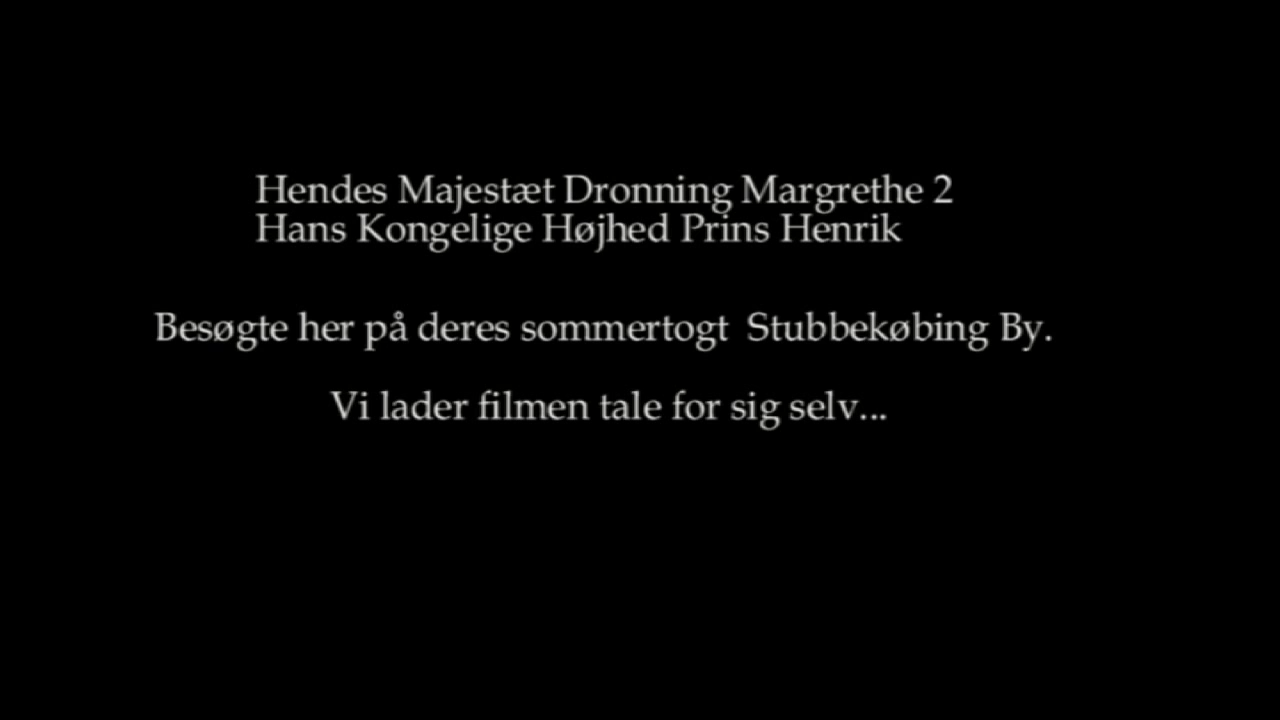 Hendes Majestæt Dronning Margrethe 2
Hans Kongelige Højhed Prins Henrik
Besøgte her på deres sommertogt Stubbekøbing By.
Vi lader filmen tale for sig selv...